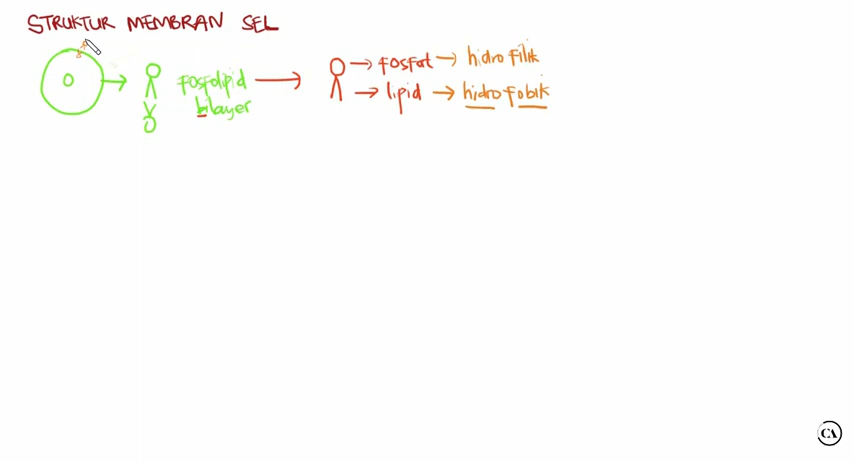 STRUKTUR MEMBRAN SEL
fosfolipid
bilayer
fosfat → hidrofilik
lipid → hidrofobik
CA